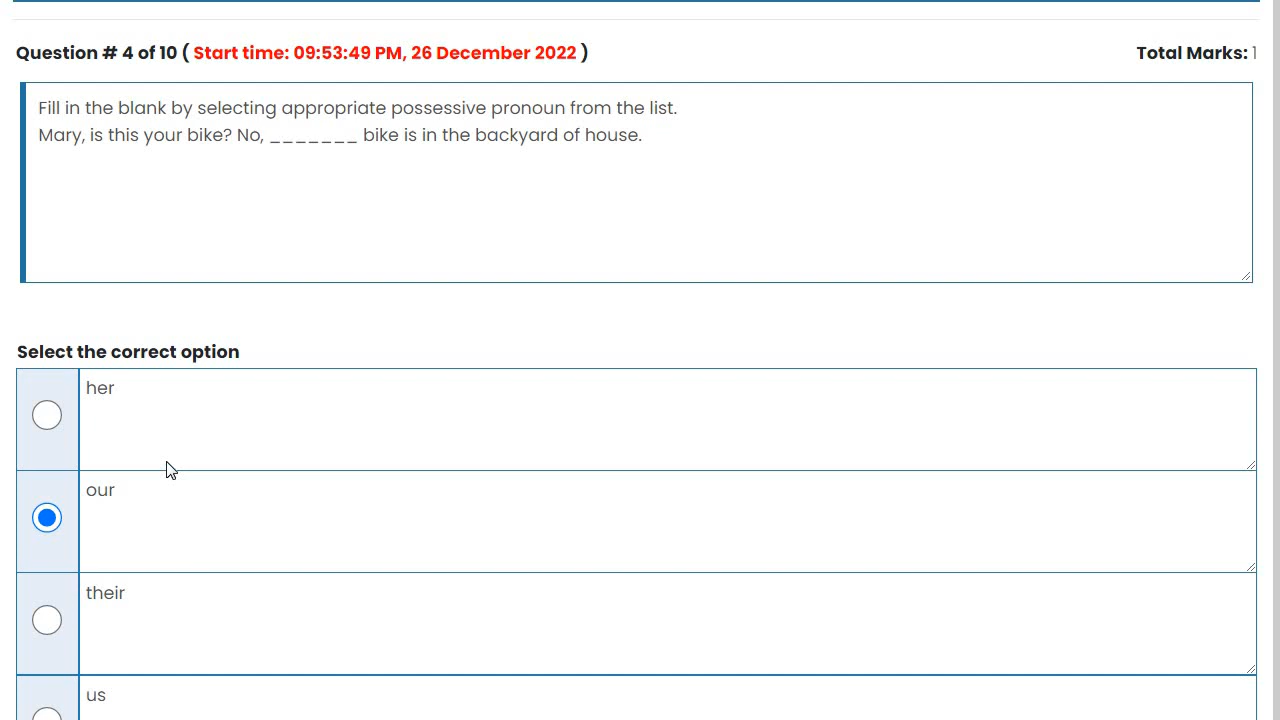 Question # 4 of 10 ( Start time: 09:53:49 PM, 26 December 2022 ) Total Marks: 1
Fill in the blank by selecting appropriate possessive pronoun from the list.
Mary, is this your bike? No, _______ bike is in the backyard of house.
Select the correct option
her
our
their
us